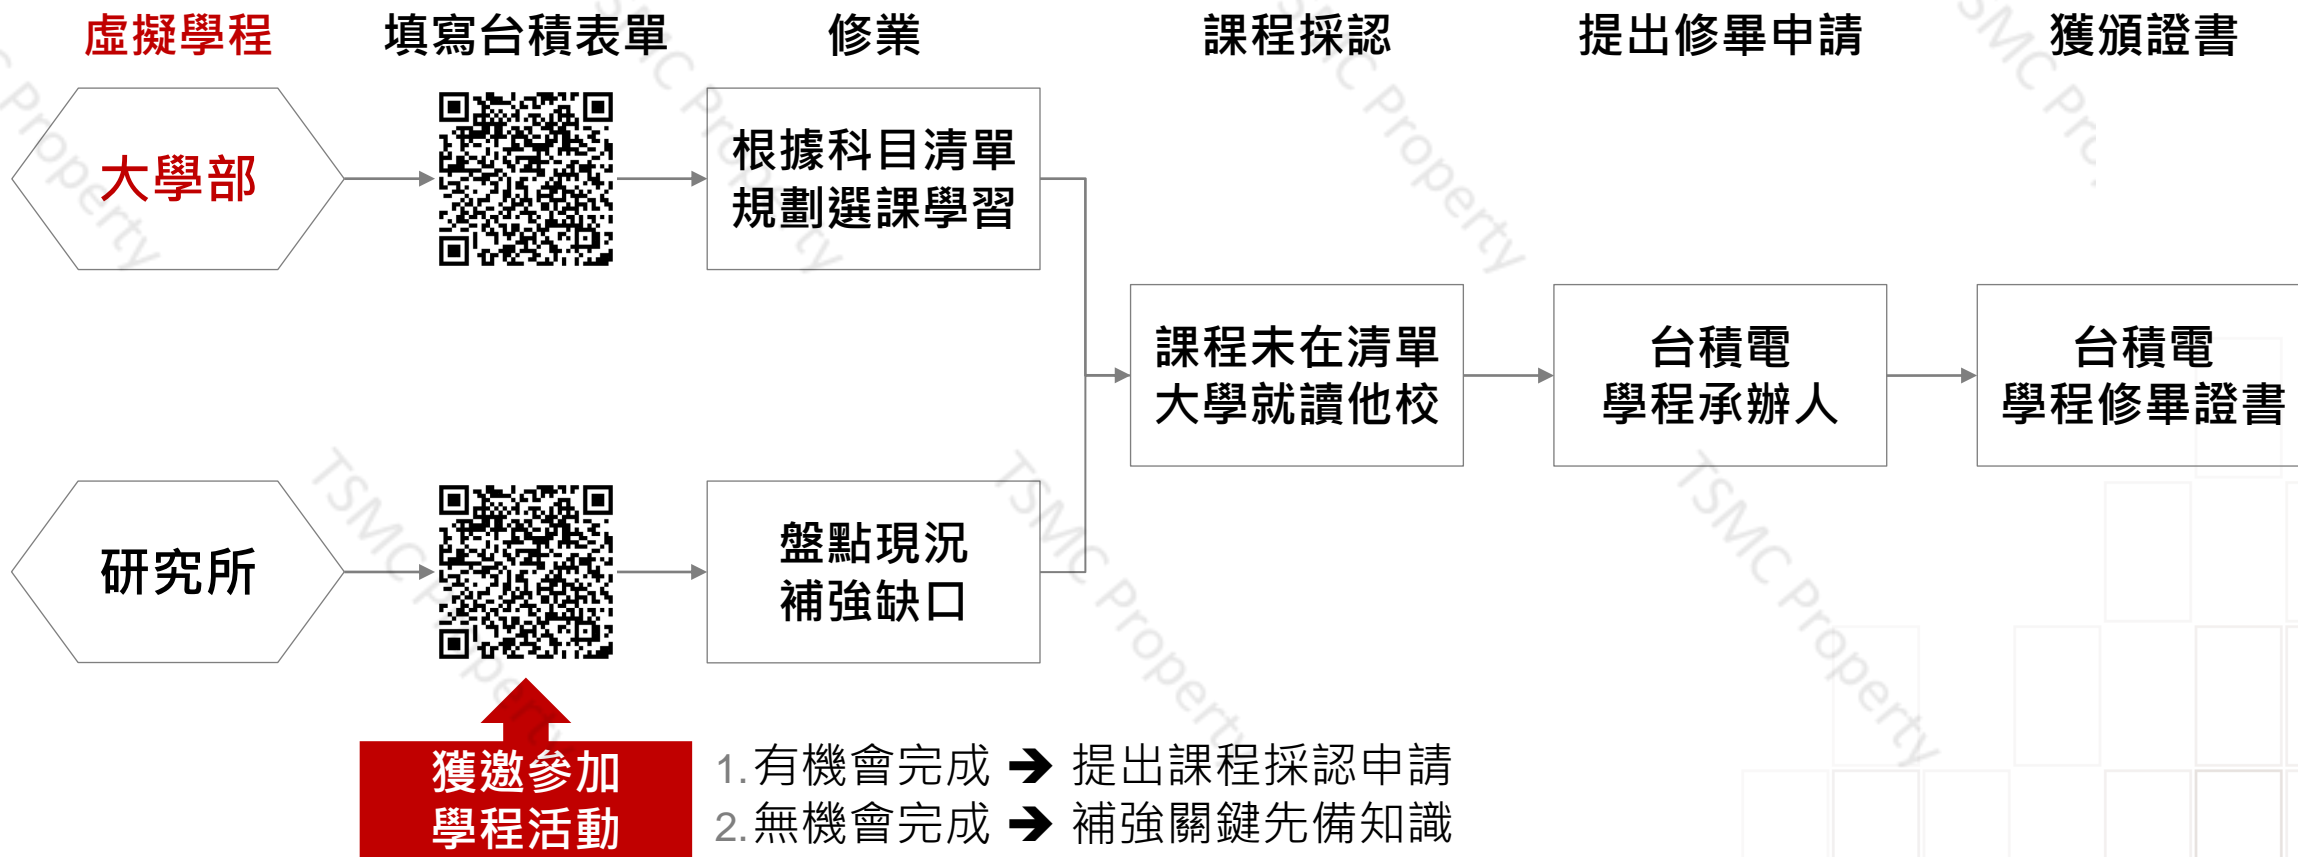 虛擬學程
填寫台積表單
修業
課程採認
提出修畢申請
獲頒證書
大學部
根據科目清單
規劃選課學習
課程未在清單
大學就讀他校
台積電
學程承辦人
台積電
學程修畢證書
研究所
盤點現況
補強缺口
獲邀參加
學程活動
1.有機會完成 ➔ 提出課程採認申請
2.無機會完成 ➔ 補強關鍵先備知識
TSMC Property
TSMC Property
TSMC Property